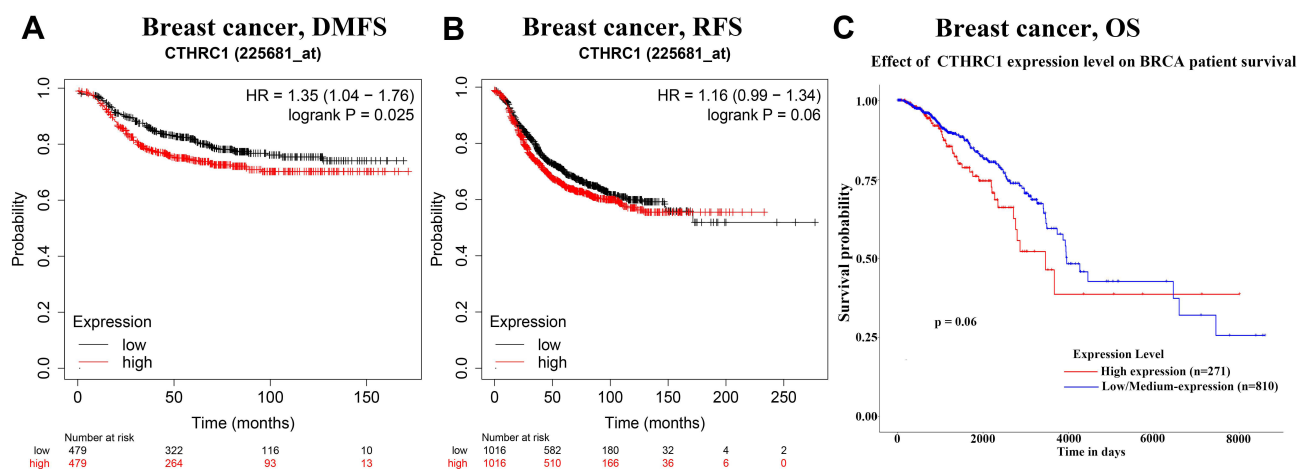 A
Breast cancer, DMFS
CTHRC1 (225681_at)
HR = 1.35 (1.04 − 1.76)
logrank P = 0.025
Probability
1.0
0.8
0.6
0.4
0.2
0.0
Expression
low
high
0
50
100
150
Time (months)
Number at risk
low 479 322 116 10
high 479 264 93 13
B
Breast cancer, RFS
CTHRC1 (225681_at)
HR = 1.16 (0.99 − 1.34)
logrank P = 0.06
Probability
1.0
0.8
0.6
0.4
0.2
0.0
Expression
low
high
0
50
100
150
200
250
Time (months)
Number at risk
low 1016 582 180 32 4 2
high 1016 510 166 36 6 0
C
Breast cancer, OS
Effect of CTHRC1 expression level on BRCA patient survival
Survival probability
1.00
0.75
0.50
0.25
0.00
p = 0.06
Expression Level
High expression (n=271)
Low/Medium-expression (n=810)
0
2000
4000
6000
8000
Time in days